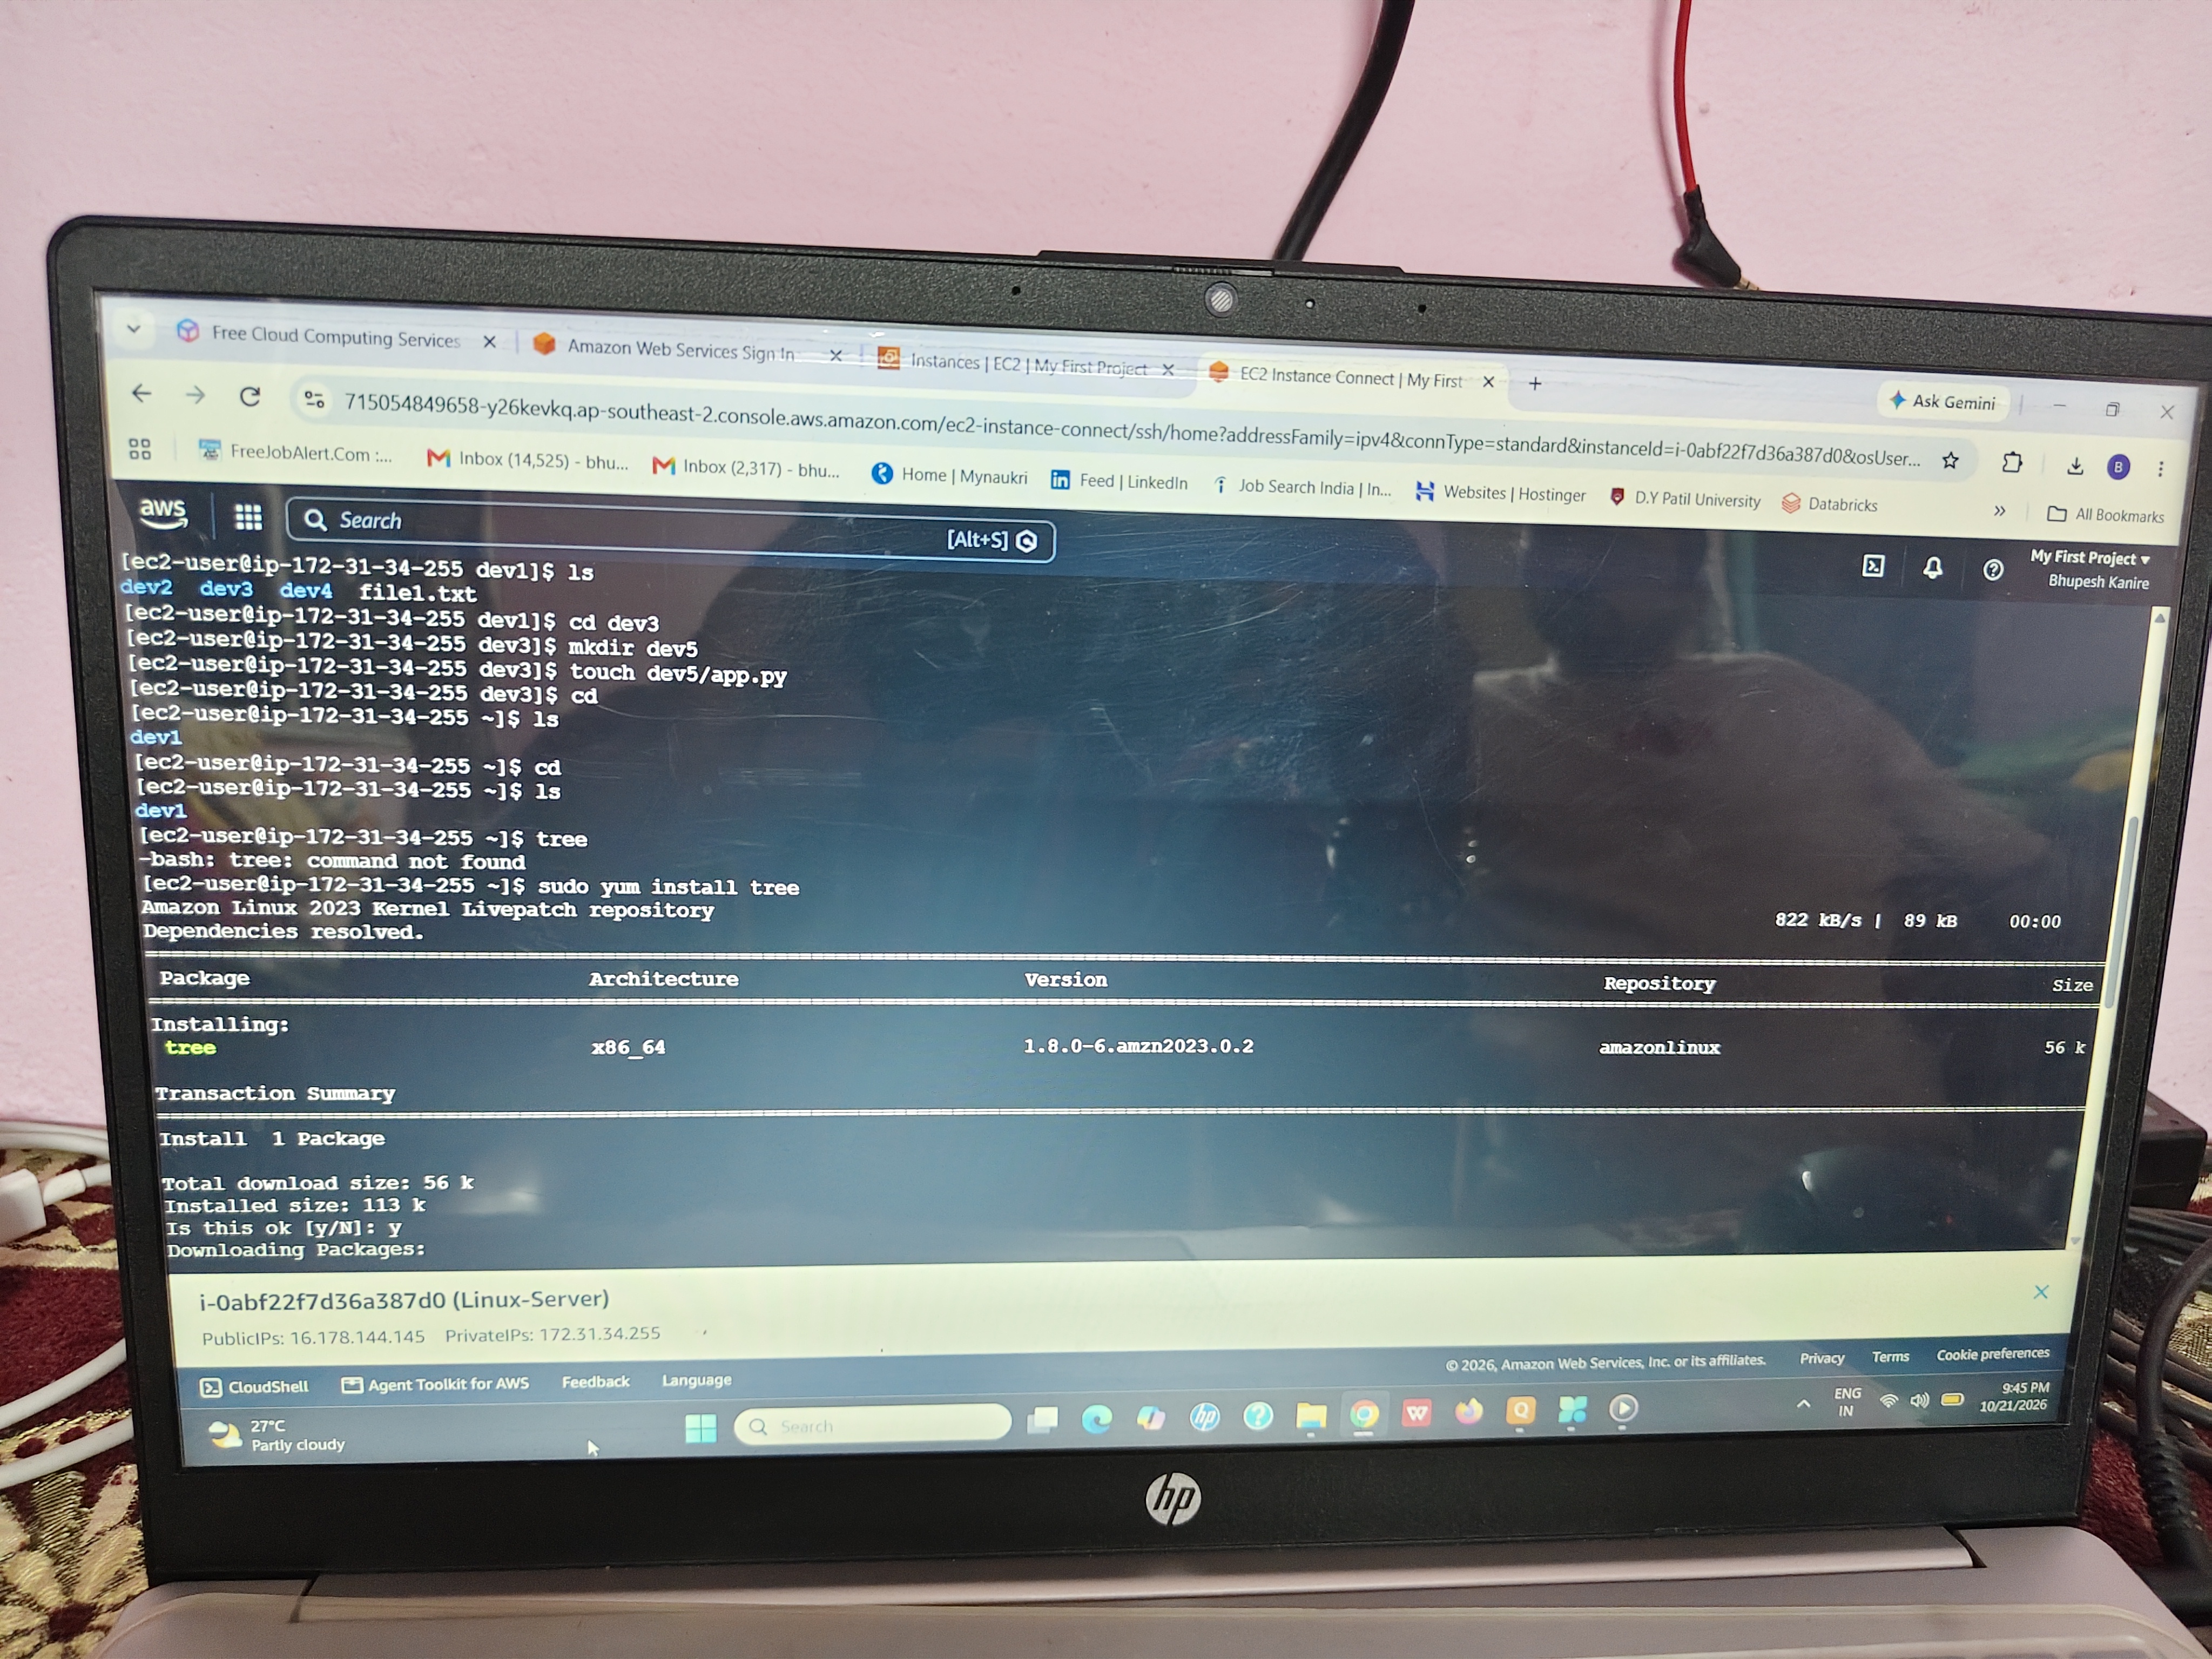 Free Cloud Computing Services
Amazon Web Services Sign In
Instances | EC2 | My First Project
EC2 Instance Connect | My First
715054849658-y26kevkq.ap-southeast-2.console.aws.amazon.com/ec2-instance-connect/ssh/home?addressFamily=ipv4&connType=standard&instanceId=i-0abf22f7d36a387d0&osUser...
Ask Gemini
FreeJobAlert.Com :...
Inbox (14,525) - bhu...
Inbox (2,317) - bhu...
Home | Mynaukri
Feed | LinkedIn
Job Search India | In...
Websites | Hostinger
D.Y Patil University
Databricks
All Bookmarks
B
aws
Search
[Alt+S]
My First Project
Bhupesh Kanire
[ec2-user@ip-172-31-34-255 dev1]$ ls
dev2 dev3 dev4 file1.txt
[ec2-user@ip-172-31-34-255 dev1]$ cd dev3
[ec2-user@ip-172-31-34-255 dev3]$ mkdir dev5
[ec2-user@ip-172-31-34-255 dev3]$ touch dev5/app.py
[ec2-user@ip-172-31-34-255 dev3]$ cd
[ec2-user@ip-172-31-34-255 ~]$ ls
dev1
[ec2-user@ip-172-31-34-255 ~]$ cd
[ec2-user@ip-172-31-34-255 ~]$ ls
dev1
[ec2-user@ip-172-31-34-255 ~]$ tree
-bash: tree: command not found
[ec2-user@ip-172-31-34-255 ~]$ sudo yum install tree
Amazon Linux 2023 Kernel Livepatch repository 822 kB/s | 89 kB 00:00
Dependencies resolved.
Package Architecture Version Repository Size
Installing:
tree x86_64 1.8.0-6.amzn2023.0.2 amazonlinux 56 k
Transaction Summary
Install 1 Package
Total download size: 56 k
Installed size: 113 k
Is this ok [y/N]: y
Downloading Packages:
i-0abf22f7d36a387d0 (Linux-Server)
PublicIPs: 16.178.144.145 PrivateIPs: 172.31.34.255
© 2026, Amazon Web Services, Inc. or its affiliates. Privacy Terms Cookie preferences
CloudShell Agent Toolkit for AWS Feedback Language
27°C
Partly cloudy
Search
ENG
IN
9:45 PM
10/21/2026
hp